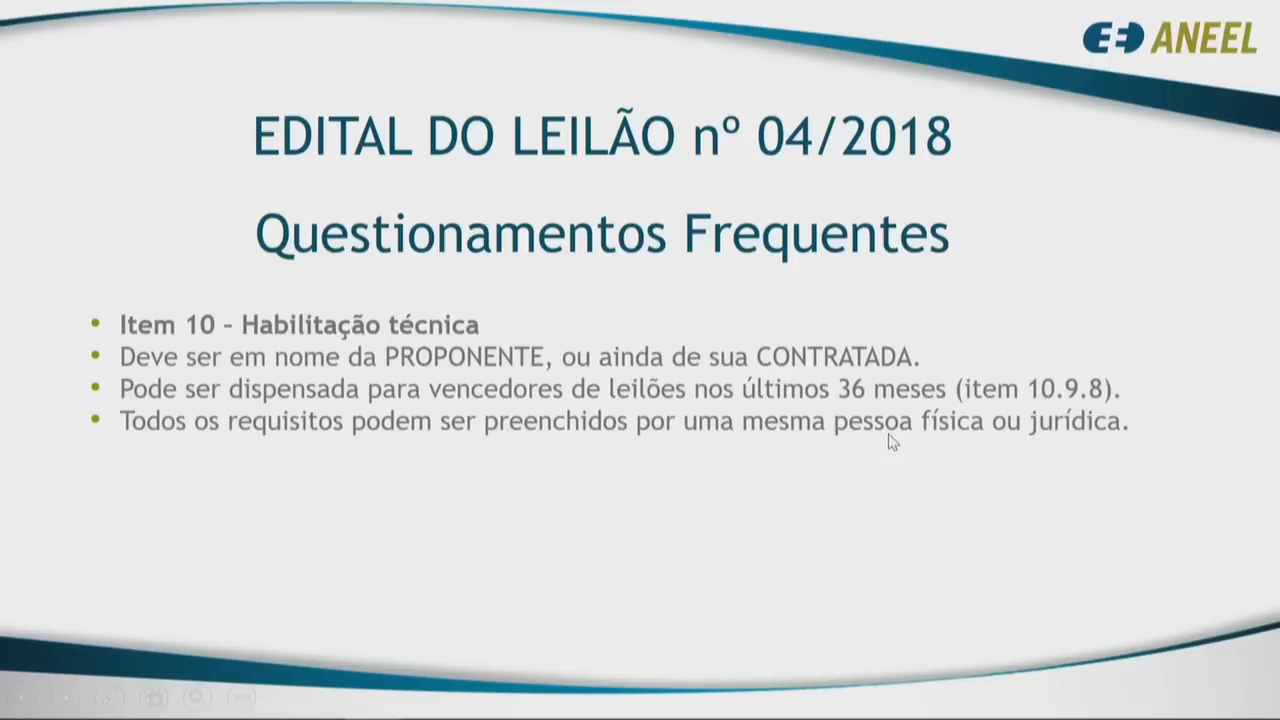 ANEEL
EDITAL DO LEILÃO nº 04/2018
Questionamentos Frequentes
• Item 10 – Habilitação técnica
• Deve ser em nome da PROPONENTE, ou ainda de sua CONTRATADA.
• Pode ser dispensada para vencedores de leilões nos últimos 36 meses (item 10.9.8).
• Todos os requisitos podem ser preenchidos por uma mesma pessoa física ou jurídica.